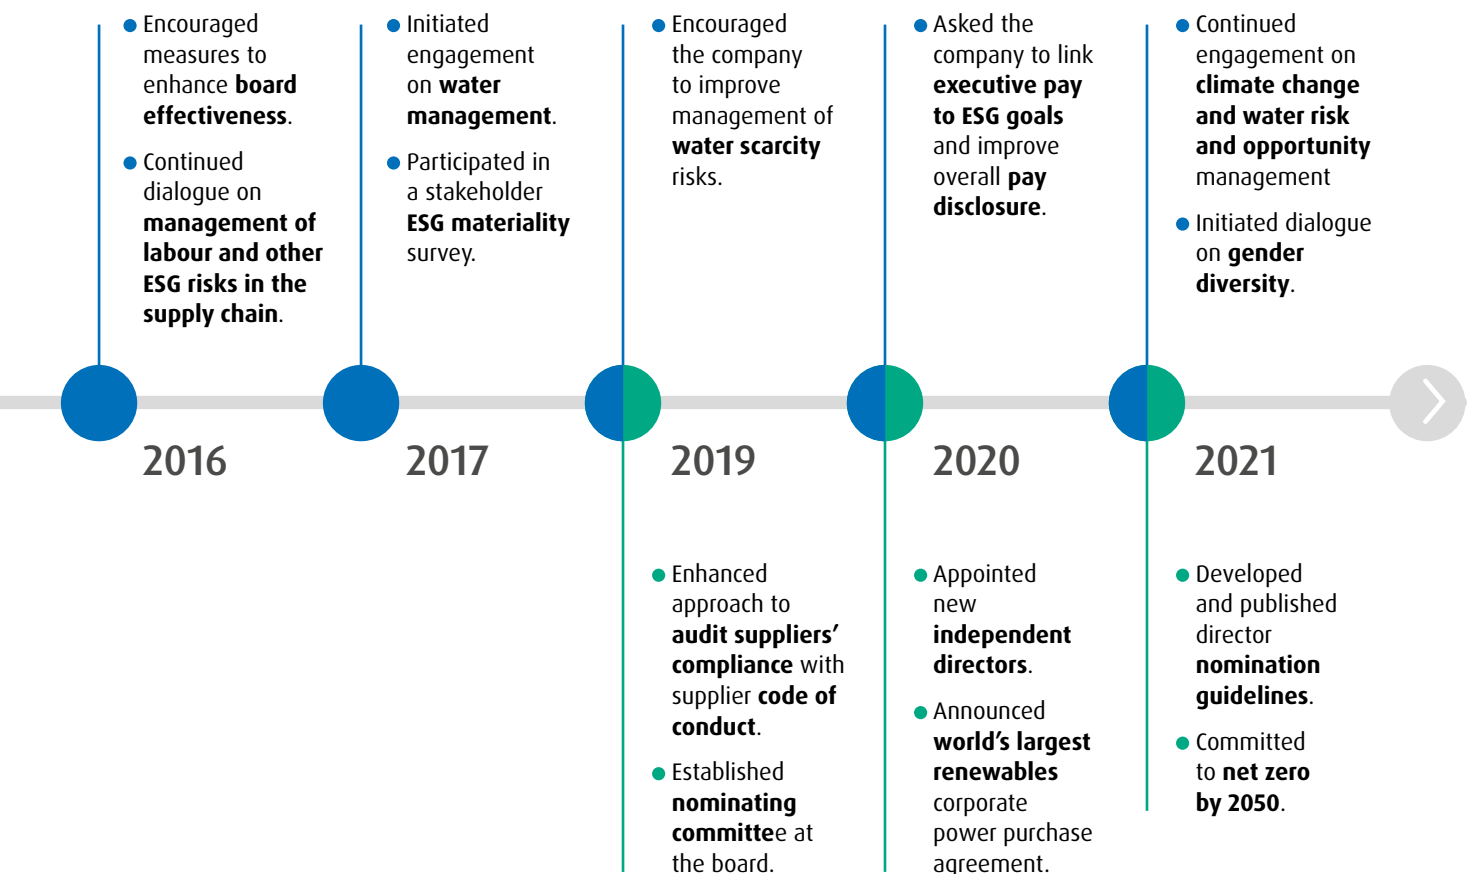 Encouraged
measures to
enhance board
effectiveness.
Continued
dialogue on
management of
labour and other
ESG risks in the
supply chain.
Initiated
engagement
on water
management.
Participated in
a stakeholder
ESG materiality
survey.
Encouraged
the company
to improve
management of
water scarcity
risks.
Asked the
company to link
executive pay
to ESG goals
and improve
overall pay
disclosure.
Continued
engagement on
climate change
and water risk
and opportunity
management
Initiated dialogue
on gender
diversity.
2016
2017
2019
2020
2021
Enhanced
approach to
audit suppliers’
compliance with
supplier code of
conduct.
Established
nominating
committee at
the board.
Appointed
new
independent
directors.
Announced
world’s largest
renewables
corporate
power purchase
agreement.
Developed
and published
director
nomination
guidelines.
Committed
to net zero
by 2050.